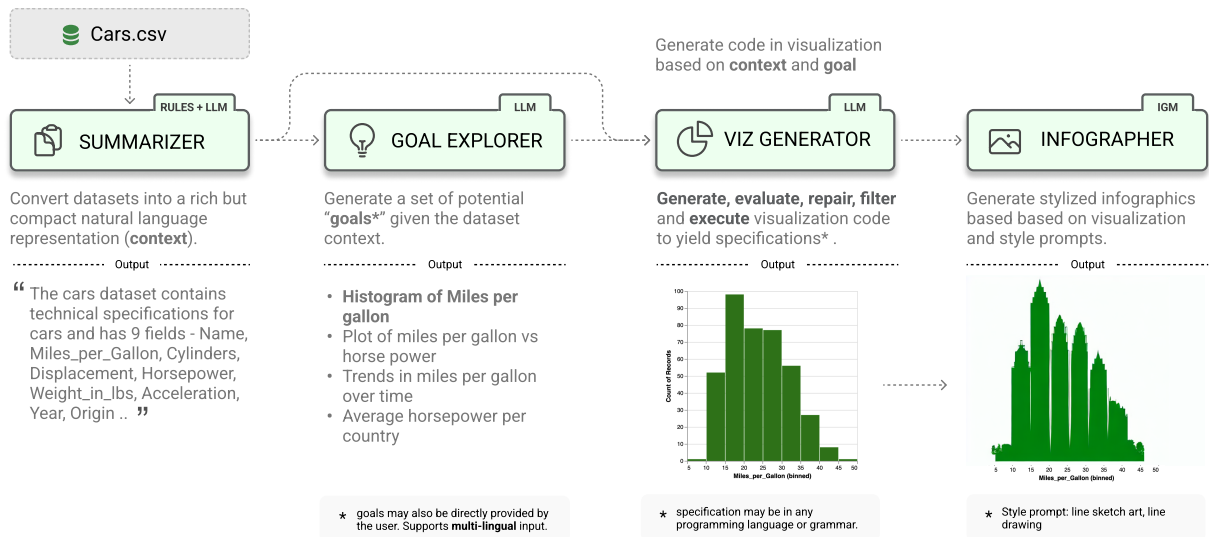 Cars.csv
RULES + LLM
SUMMARIZER
Convert datasets into a rich but
compact natural language
representation (context).
Output
“ The cars dataset contains
technical specifications for
cars and has 9 fields - Name,
Miles_per_Gallon, Cylinders,
Displacement, Horsepower,
Weight_in_lbs, Acceleration,
Year, Origin .. ”
LLM
GOAL EXPLORER
Generate a set of potential
“goals*” given the dataset
context.
Output
• Histogram of Miles per
gallon
• Plot of miles per gallon vs
horse power
• Trends in miles per gallon
over time
• Average horsepower per
country
* goals may also be directly provided by
the user. Supports multi-lingual input.
Generate code in visualization
based on context and goal
LLM
VIZ GENERATOR
Generate, evaluate, repair, filter
and execute visualization code
to yield specifications* .
Output
100
90
80
70
60
50
40
30
20
10
0
Count of Records
5 10 15 20 25 30 35 40 45 50
Miles_per_Gallon (binned)
* specification may be in any
programming language or grammar.
IGM
INFOGRAPHER
Generate stylized infographics
based based on visualization
and style prompts.
Output
5 10 15 20 25 30 35 40 45 50
Miles_per_Gallon (binned)
* Style prompt: line sketch art, line
drawing